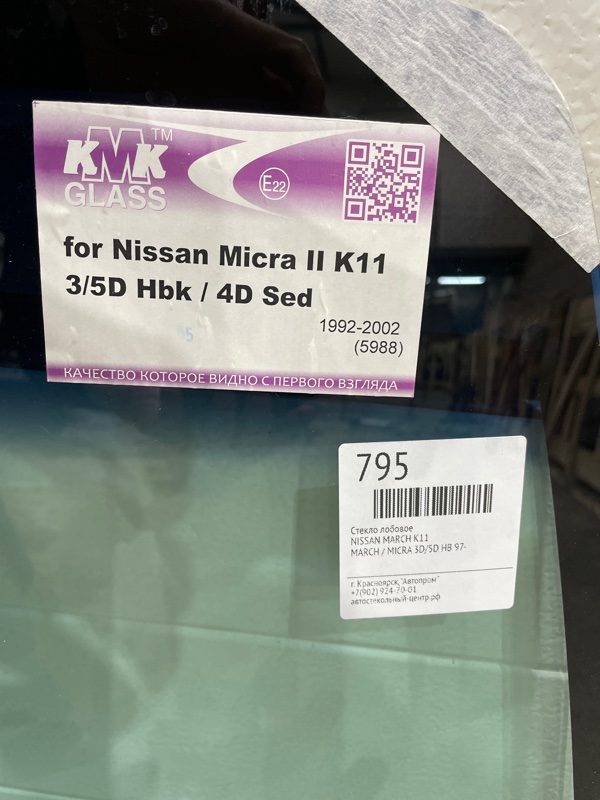 KMK™
GLASS
E22
for Nissan Micra II K11
3/5D Hbk / 4D Sed
1992-2002
(5988)
5
КАЧЕСТВО КОТОРОЕ ВИДНО С ПЕРВОГО ВЗГЛЯДА
795
Стекло лобовое
NISSAN MARCH K11
MARCH / MICRA 3D/5D HB 97-
г. Красноярск, "Автопром"
+7(902) 924-70-01
автостекольный-центр.рф